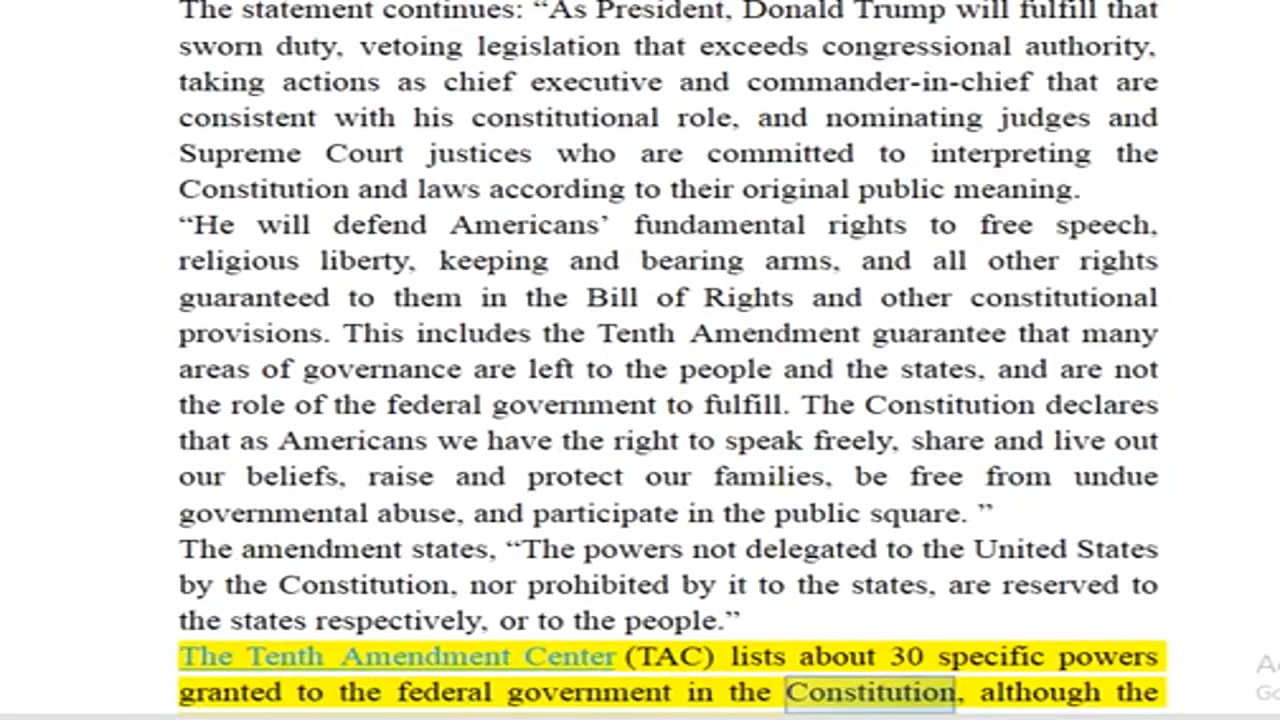 The statement continues: “As President, Donald Trump will fulfill that
sworn duty, vetoing legislation that exceeds congressional authority,
taking actions as chief executive and commander-in-chief that are
consistent with his constitutional role, and nominating judges and
Supreme Court justices who are committed to interpreting the
Constitution and laws according to their original public meaning.
“He will defend Americans’ fundamental rights to free speech,
religious liberty, keeping and bearing arms, and all other rights
guaranteed to them in the Bill of Rights and other constitutional
provisions. This includes the Tenth Amendment guarantee that many
areas of governance are left to the people and the states, and are not
the role of the federal government to fulfill. The Constitution declares
that as Americans we have the right to speak freely, share and live out
our beliefs, raise and protect our families, be free from undue
governmental abuse, and participate in the public square. ”
The amendment states, “The powers not delegated to the United States
by the Constitution, nor prohibited by it to the states, are reserved to
the states respectively, or to the people.”
The Tenth Amendment Center (TAC) lists about 30 specific powers
granted to the federal government in the Constitution, although the